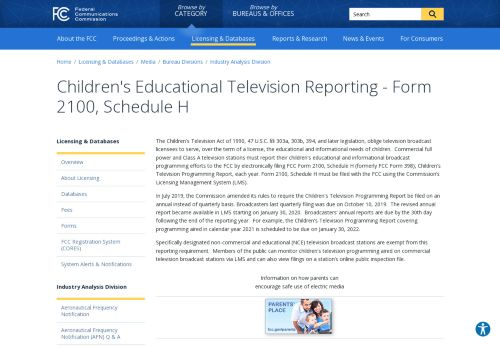 FCC
Federal
Communications
Commission
Browse by
CATEGORY
Browse by
BUREAUS & OFFICES
Search
About the FCC
Proceedings & Actions
Licensing & Databases
Reports & Research
News & Events
For Consumers
Home / Licensing & Databases / Media / Bureau Divisions / Industry Analysis Division
Children's Educational Television Reporting - Form
2100, Schedule H
Licensing & Databases
Overview
About Licensing
Databases
Fees
Forms
FCC Registration System
(CORES)
System Alerts & Notifications
Industry Analysis Division
Aeronautical Frequency
Notification
Aeronautical Frequency
Notification (AFN) Q & A
The Children's Television Act of 1990, 47 U.S.C. §§ 303a, 303b, 394, and later legislation, oblige television broadcast
licensees to serve, over the term of a license, the educational and informational needs of children. Commercial full
power and Class A television stations must report their children's educational and informational broadcast
programming efforts to the FCC by electronically filing FCC Form 2100, Schedule H (formerly FCC Form 398), Children's
Television Programming Report, each year. Form 2100, Schedule H must be filed with the FCC using the Commission's
Licensing Management System (LMS).
In July 2019, the Commission amended its rules to require the Children's Television Programming Report be filed on an
annual instead of quarterly basis. Broadcasters last quarterly filing was due on October 10, 2019. The revised annual
report became available in LMS starting on January 30, 2020. Broadcasters' annual reports are due by the 30th day
following the end of the reporting year. For example, the Children's Television Programming Report covering
programming aired in calendar year 2021 is scheduled to be due on January 30, 2022.
Specifically designated non-commercial and educational (NCE) television broadcast stations are exempt from this
reporting requirement. Members of the public can monitor children's television programming aired on commercial
television broadcast stations via LMS and can also view filings on a station's online public inspection file.
Information on how parents can
encourage safe use of electric media
PARENTS'
PLACE
fcc.gov/parents